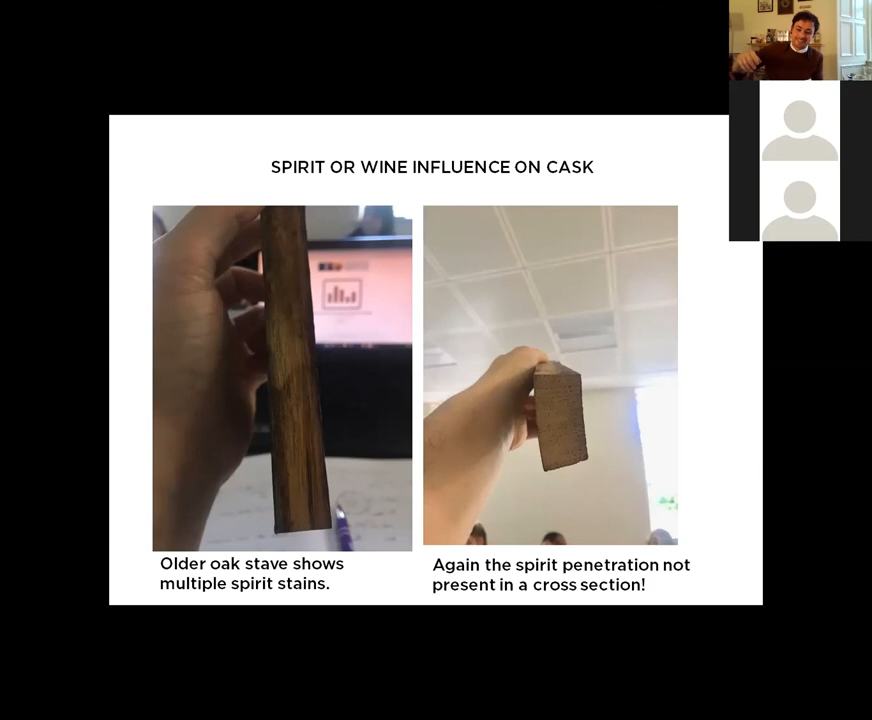 SPIRIT OR WINE INFLUENCE ON CASK
Older oak stave shows
multiple spirit stains.
Again the spirit penetration not
present in a cross section!